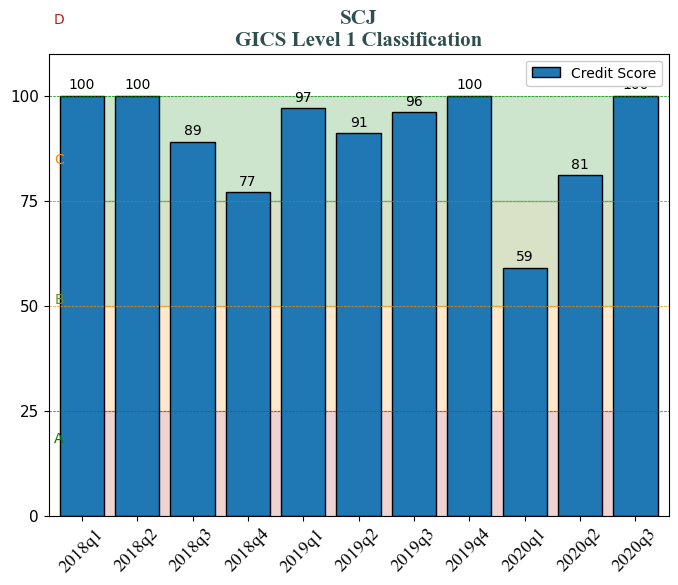 D
SCJ
GICS Level 1 Classification
Credit Score
100
100
89
77
97
91
96
100
59
81
100
100
75
50
25
0
C
B
A
2018q1
2018q2
2018q3
2018q4
2019q1
2019q2
2019q3
2019q4
2020q1
2020q2
2020q3